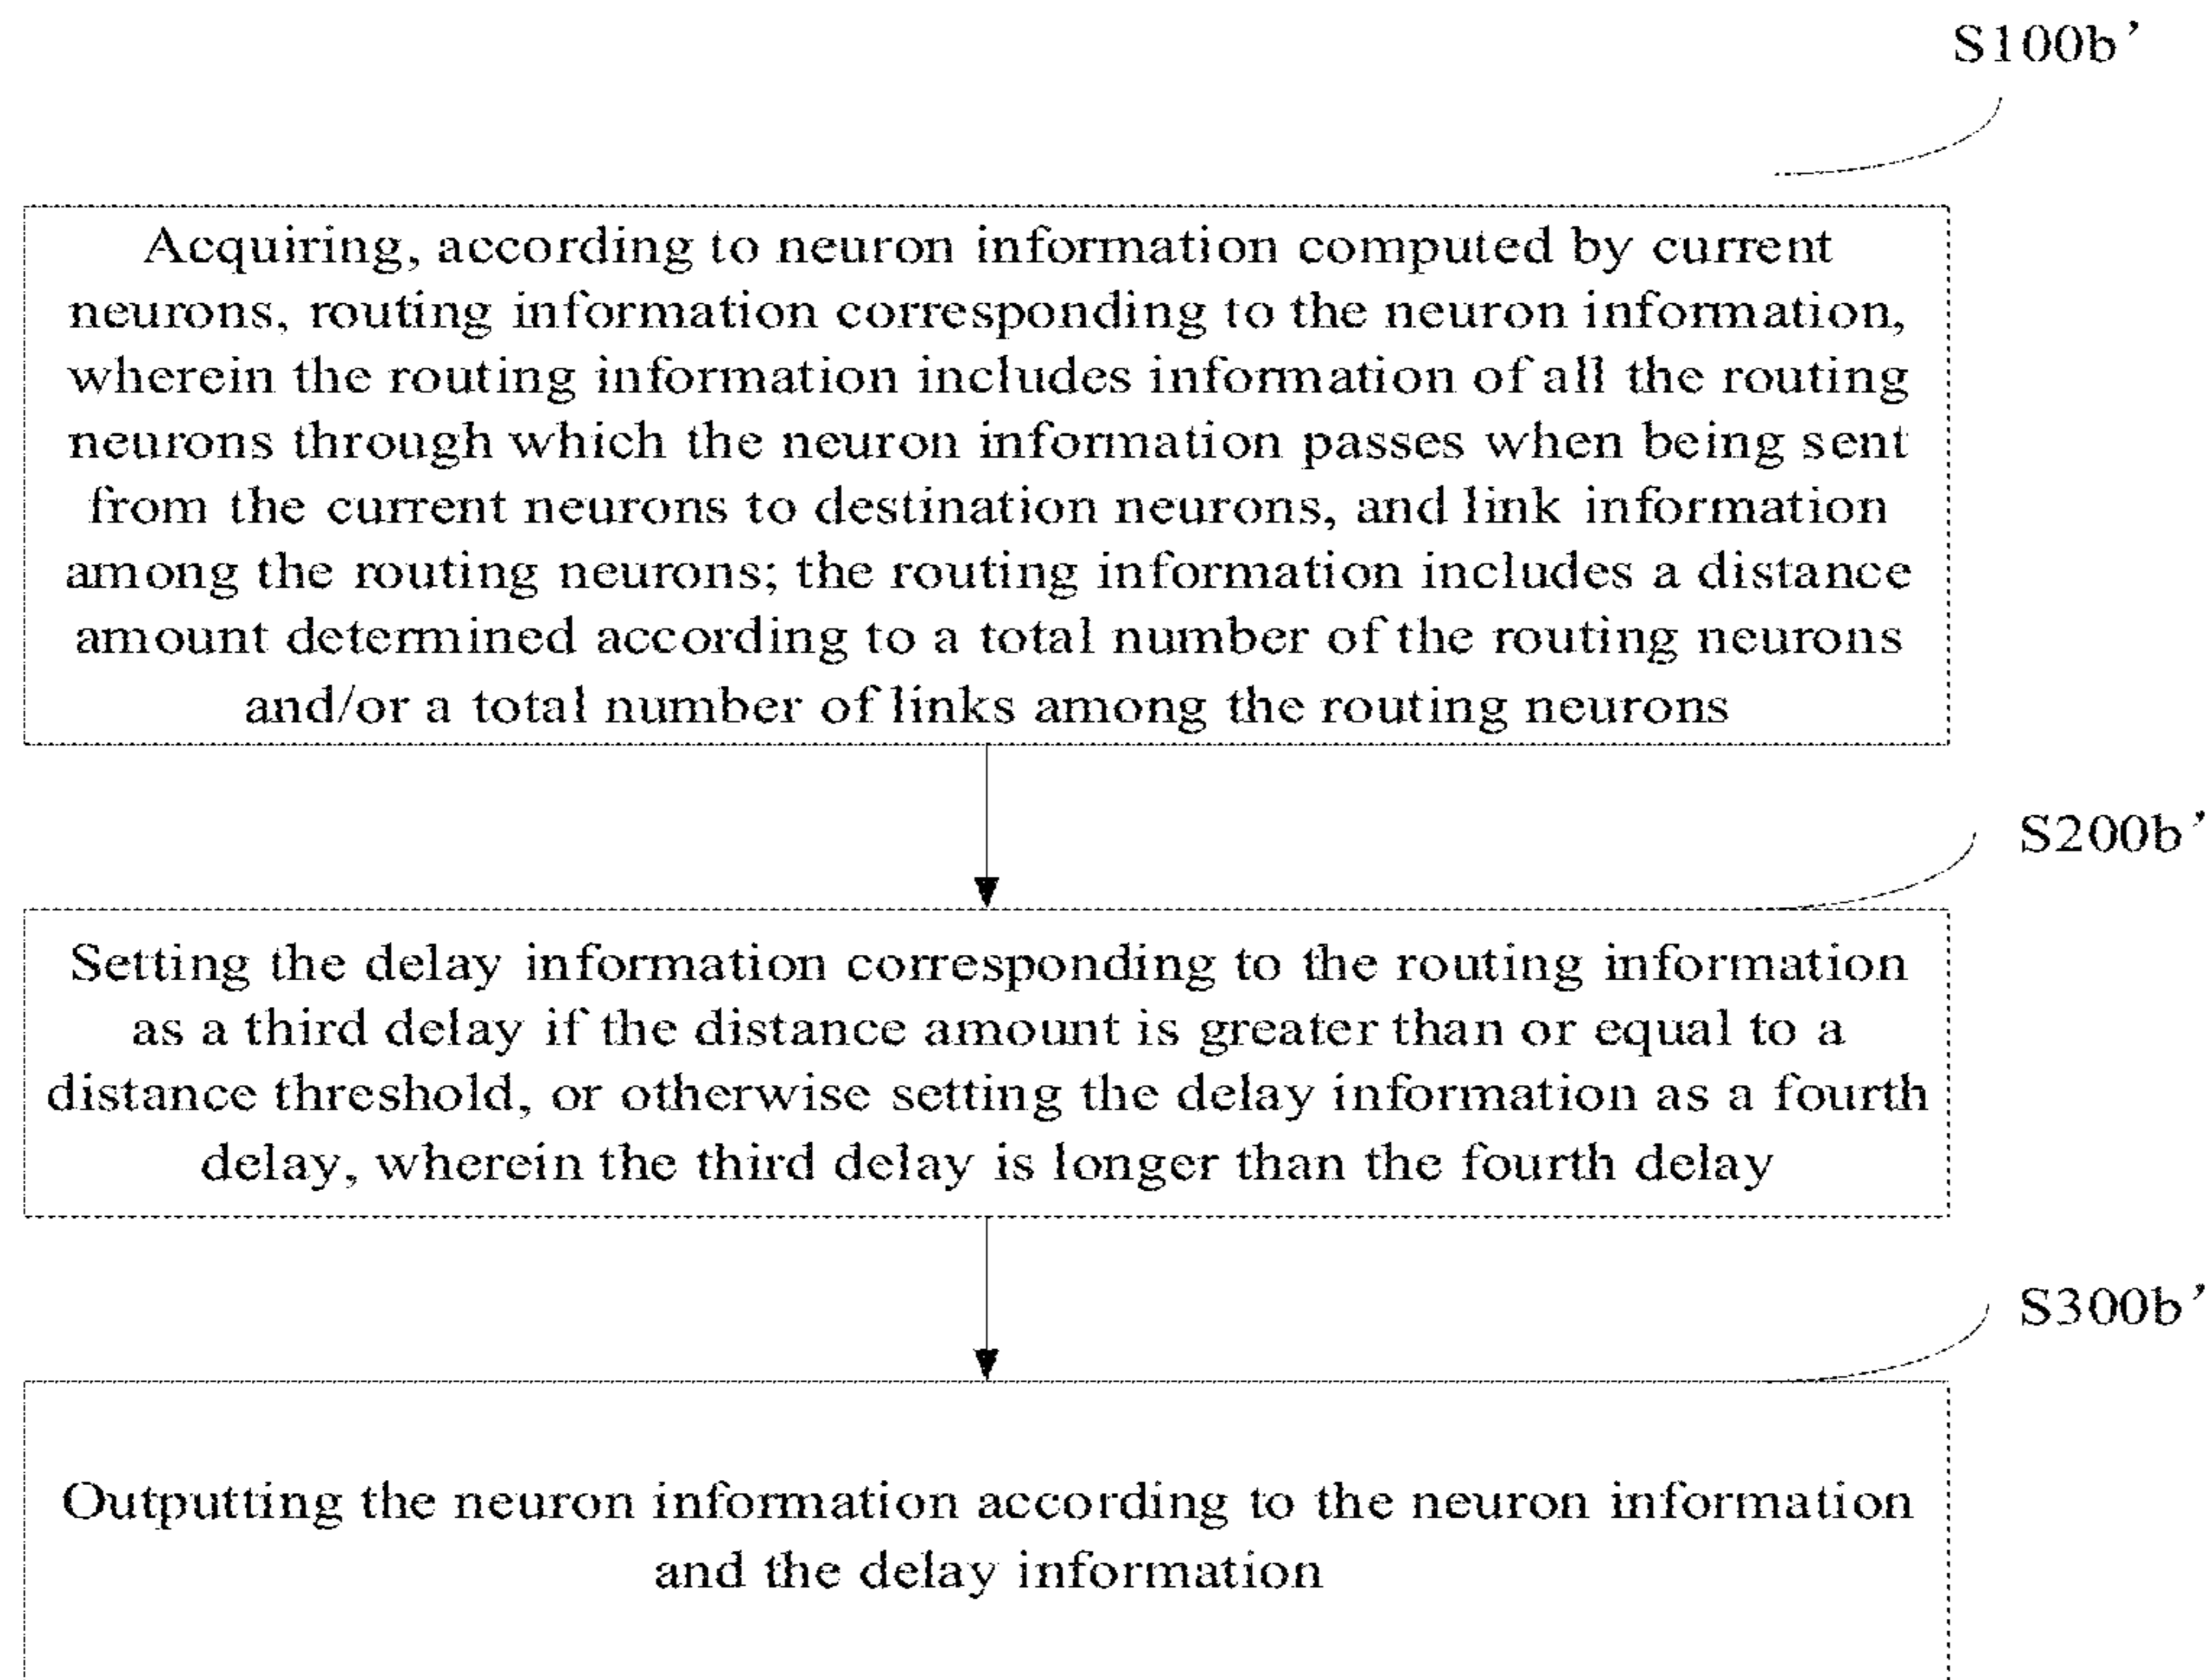 S100b’
Acquiring, according to neuron information computed by current
neurons, routing information corresponding to the neuron information,
wherein the routing information includes information of all the routing
neurons through which the neuron information passes when being sent
from the current neurons to destination neurons, and link information
among the routing neurons; the routing information includes a distance
amount determined according to a total number of the routing neurons
and/or a total number of links among the routing neurons
S200b’
Setting the delay information corresponding to the routing information
as a third delay if the distance amount is greater than or equal to a
distance threshold, or otherwise setting the delay information as a fourth
delay, wherein the third delay is longer than the fourth delay
S300b’
Outputting the neuron information according to the neuron information
and the delay information